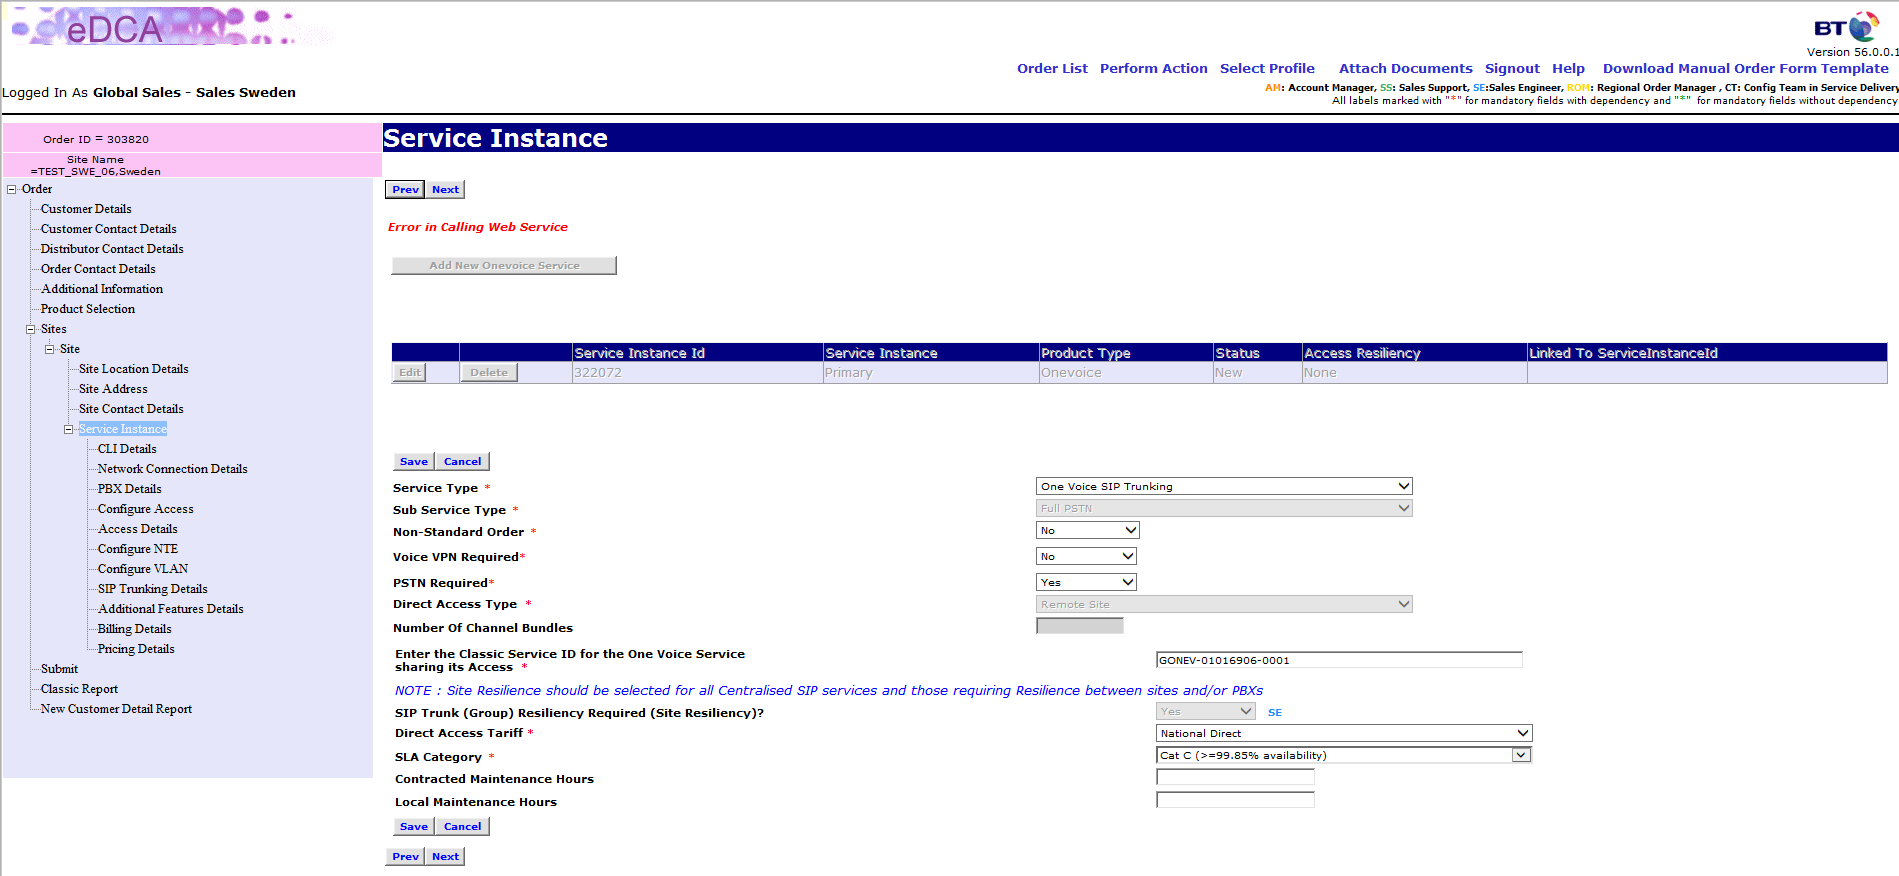 eDCA
BT
Version 56.0.0.1
Order List Perform Action Select Profile Attach Documents Signout Help Download Manual Order Form Template
Logged In As Global Sales - Sales Sweden
AM: Account Manager, SS: Sales Support, SE:Sales Engineer, ROM: Regional Order Manager , CT: Config Team in Service Delivery
All labels marked with "*" for mandatory fields with dependency and "*" for mandatory fields without dependency
Order ID = 303820
Site Name
=TEST_SWE_06,Sweden
Order
Customer Details
Customer Contact Details
Distributor Contact Details
Order Contact Details
Additional Information
Product Selection
Sites
Site
Site Location Details
Site Address
Site Contact Details
Service Instance
CLI Details
Network Connection Details
PBX Details
Configure Access
Access Details
Configure NTE
Configure VLAN
SIP Trunking Details
Additional Features Details
Billing Details
Pricing Details
Submit
Classic Report
New Customer Detail Report
Service Instance
Prev Next
Error in Calling Web Service
Add New Onevoice Service
Service Instance Id Service Instance Product Type Status Access Resiliency Linked To ServiceInstanceId
Edit Delete 322072 Primary Onevoice New None
Save Cancel
Service Type * One Voice SIP Trunking
Sub Service Type * Full PSTN
Non-Standard Order * No
Voice VPN Required* No
PSTN Required* Yes
Direct Access Type * Remote Site
Number Of Channel Bundles
Enter the Classic Service ID for the One Voice Service
sharing its Access * GONEV-01016906-0001
NOTE : Site Resilience should be selected for all Centralised SIP services and those requiring Resilience between sites and/or PBXs
SIP Trunk (Group) Resiliency Required (Site Resiliency)? Yes SE
Direct Access Tariff * National Direct
SLA Category * Cat C (>=99.85% availability)
Contracted Maintenance Hours
Local Maintenance Hours
Save Cancel
Prev Next